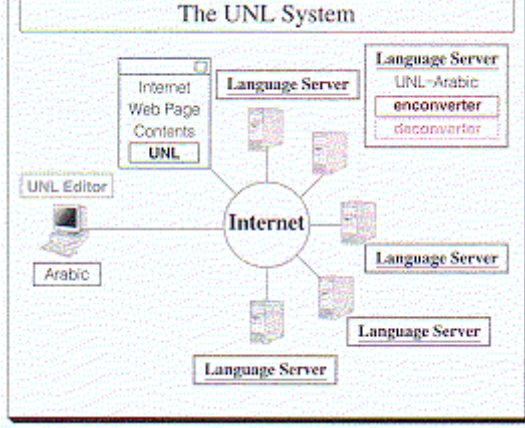 The UNL System
Internet
Web Page
Contents
UNL
Language Server
Language Server
UNL-Arabic
enconverter
deconverter
UNL Editor
Internet
Arabic
Language Server
Language Server
Language Server